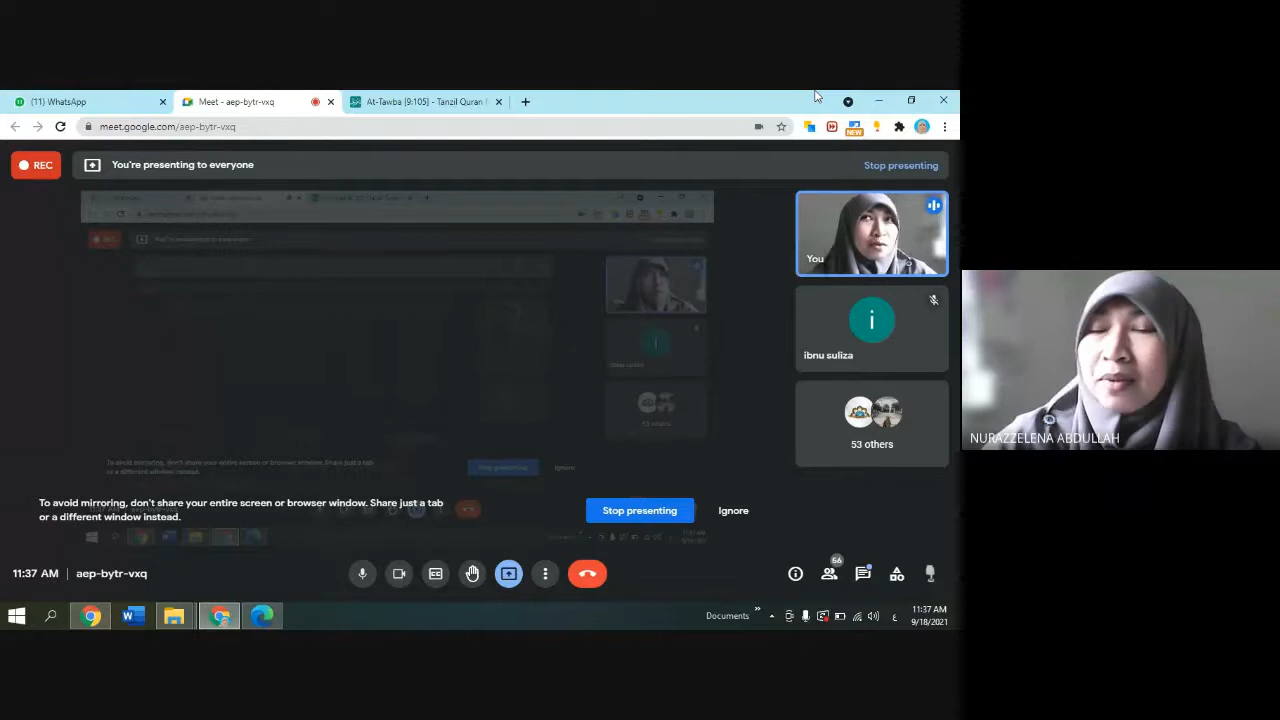 (11) WhatsApp
Meet - aep-bytr-vxq
At-Tawba [9:105] - Tanzil Quran
meet.google.com/aep-bytr-vxq
NEW
REC
You're presenting to everyone
Stop presenting
You
i
ibnu suliza
53 others
NURAZZELENA ABDULLAH
To avoid mirroring, don't share your entire screen or browser window. Share just a tab
or a different window instead.
Stop presenting
Ignore
11:37 AM | aep-bytr-vxq
56
Documents
11:37 AM
9/18/2021